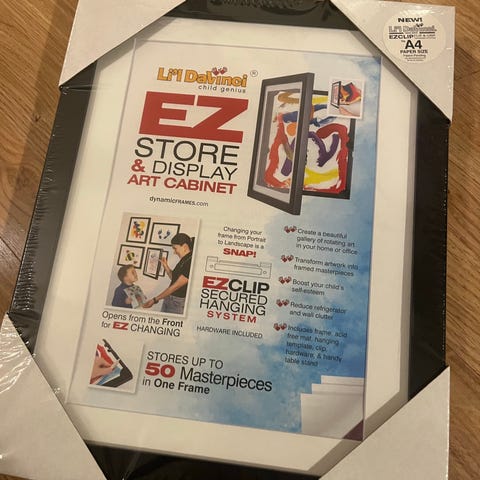 NEW!
Li'l DaVinci
EZCLIP
A4
PAPER SIZE
Li'l DaVinci®
child genius
EZ
STORE
& DISPLAY
ART CABINET
dynamicFRAMES.com
Changing your
frame from Portrait
to Landscape is a
SNAP!
EZCLIP
SECURED
HANGING
SYSTEM
HARDWARE INCLUDED
Create a beautiful
gallery of rotating art
in your home or office
Transform artwork into
framed masterpieces
Boost your child's
self-esteem
Reduce refrigerator
and wall clutter
Includes frame, acid
free mat, hanging
template, clip,
hardware, & handy
table stand
Opens from the Front
for EZ CHANGING
STORES UP TO
50 Masterpieces
in One Frame